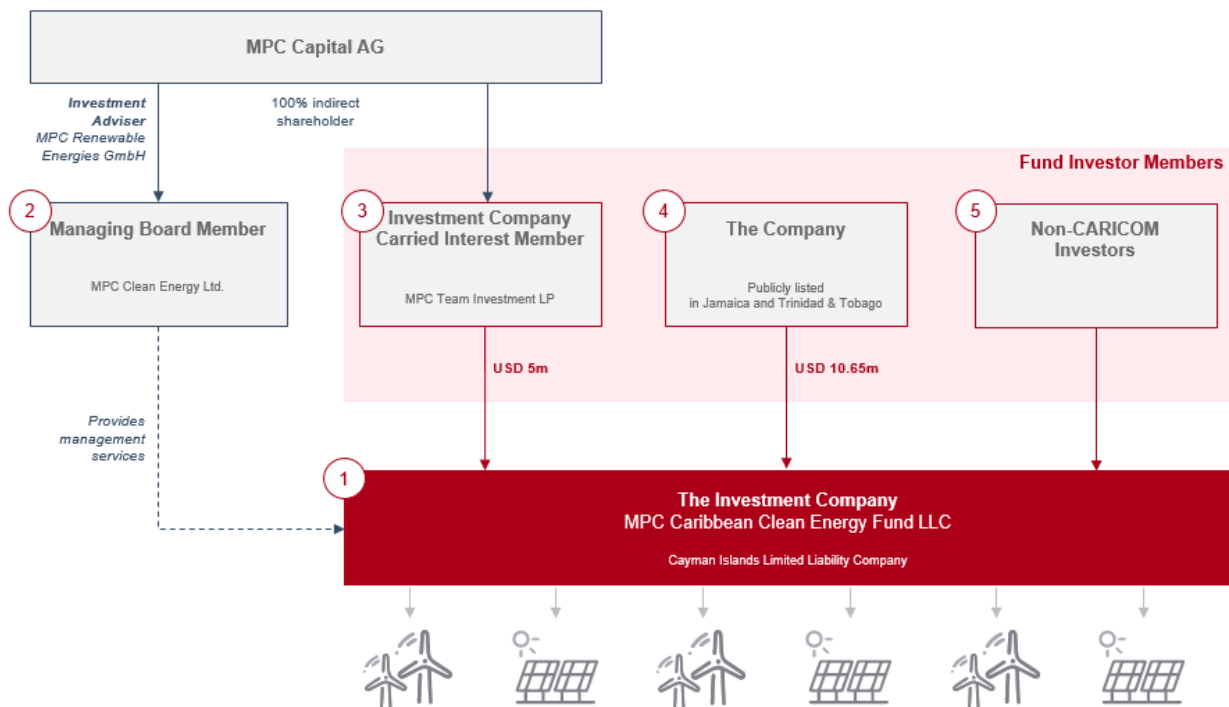 MPC Capital AG
Investment
Adviser
MPC Renewable
Energies GmbH
100% indirect
shareholder
Fund Investor Members
2
Managing Board Member
MPC Clean Energy Ltd.
3
Investment Company
Carried Interest Member
MPC Team Investment LP
4
The Company
Publicly listed
in Jamaica and Trinidad & Tobago
5
Non-CARICOM
Investors
USD 5m
USD 10.65m
Provides
management
services
1
The Investment Company
MPC Caribbean Clean Energy Fund LLC
Cayman Islands Limited Liability Company